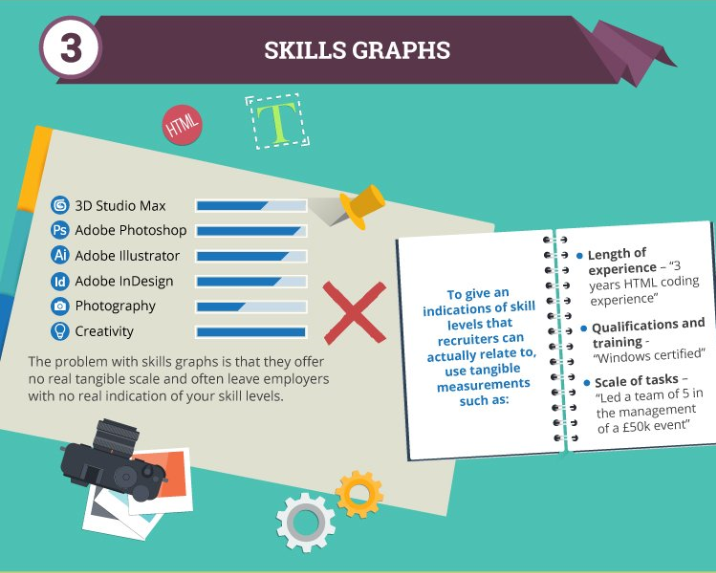 3
SKILLS GRAPHS
HTML
T
3D Studio Max
Ps Adobe Photoshop
Ai Adobe Illustrator
Id Adobe InDesign
Photography
Creativity
The problem with skills graphs is that they offer
no real tangible scale and often leave employers
with no real indication of your skill levels.
To give an
indications of skill
levels that
recruiters can
actually relate to,
use tangible
measurements
such as:
• Length of
experience – “3
years HTML coding
experience”
• Qualifications and
training -
“Windows certified”
• Scale of tasks –
“Led a team of 5 in
the management
of a £50k event”